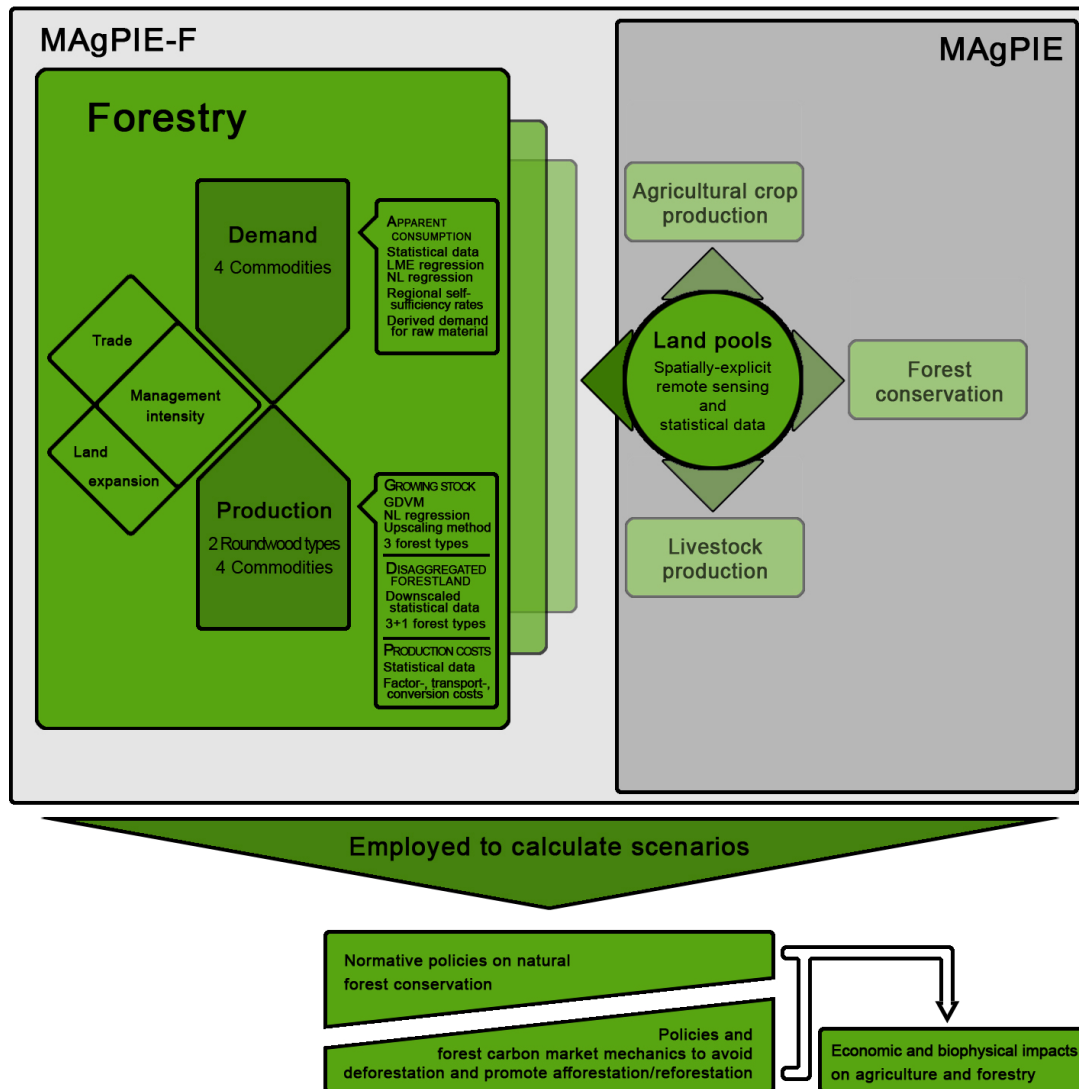 MAgPIE-F
MAgPIE
Forestry
Demand
4 Commodities
APPARENT
CONSUMPTION
Statistical data
LME regression
NL regression
Regional self-
sufficiency rates
Derived demand
for raw material
Trade
Management
intensity
Land
expansion
Production
2 Roundwood types
4 Commodities
GROWING STOCK
GDVM
NL regression
Upscaling method
3 forest types
DISAGGREGATED
FORESTLAND
Downscaled
statistical data
3+1 forest types
PRODUCTION COSTS
Statistical data
Factor-, transport-,
conversion costs
Agricultural crop
production
Land pools
Spatially-explicit
remote sensing
and
statistical data
Forest
conservation
Livestock
production
Employed to calculate scenarios
Normative policies on natural
forest conservation
Policies and
forest carbon market mechanics to avoid
deforestation and promote afforestation/reforestation
Economic and biophysical impacts
on agriculture and forestry